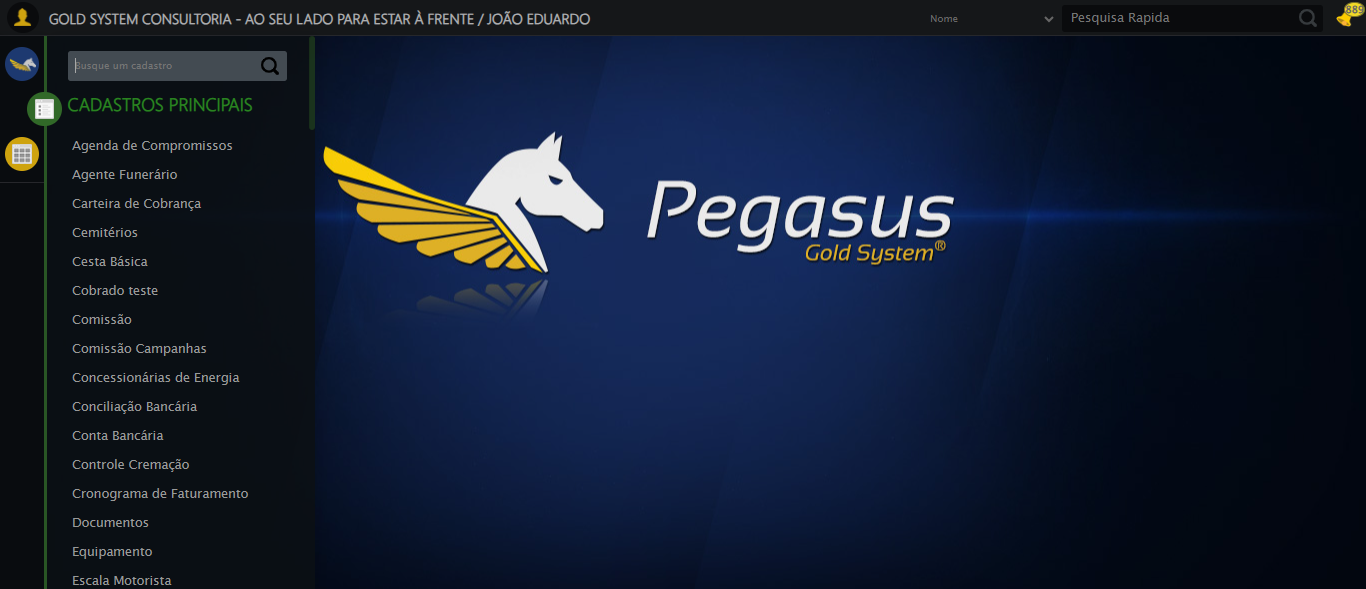 GOLD SYSTEM CONSULTORIA - AO SEU LADO PARA ESTAR À FRENTE / JOÃO EDUARDO
Nome
Pesquisa Rapida
889
Busque um cadastro
CADASTROS PRINCIPAIS
Agenda de Compromissos
Agente Funerário
Carteira de Cobrança
Cemitérios
Cesta Básica
Cobrado teste
Comissão
Comissão Campanhas
Concessionárias de Energia
Conciliação Bancária
Conta Bancária
Controle Cremação
Cronograma de Faturamento
Documentos
Equipamento
Escala Motorista
Pegasus
Gold System®